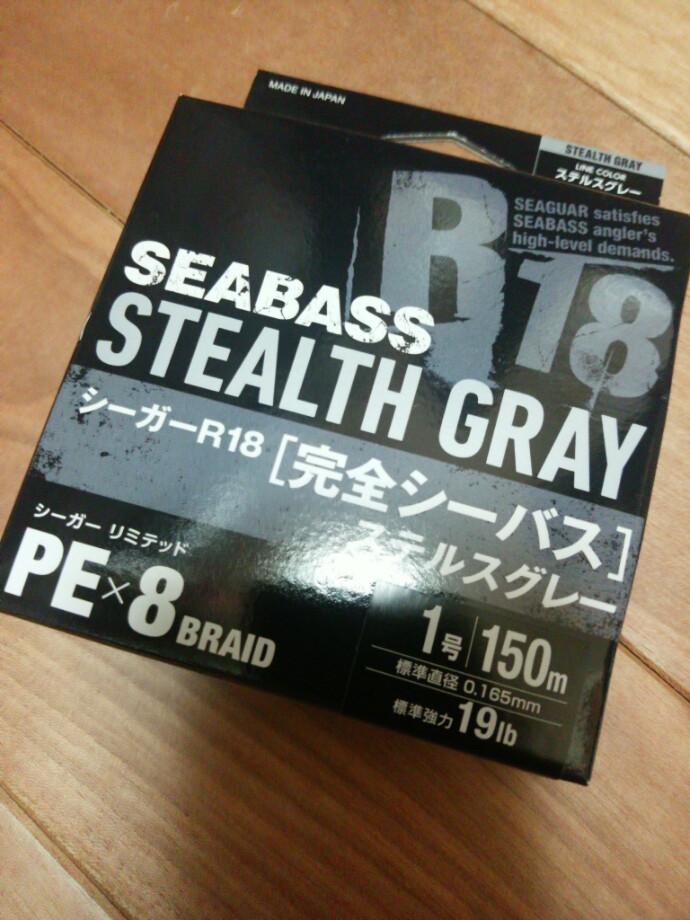 MADE IN JAPAN
STEALTH GRAY
LINE COLOR
ステルスグレー
R18
SEAGUAR satisfies
SEABASS angler's
high-level demands.
SEABASS
STEALTH GRAY
シーガーR18 [完全シーバス]
ステルスグレー
シーガー リミテッド
PE×8 BRAID
1号 150m
標準直径 0.165mm
標準強力 19lb